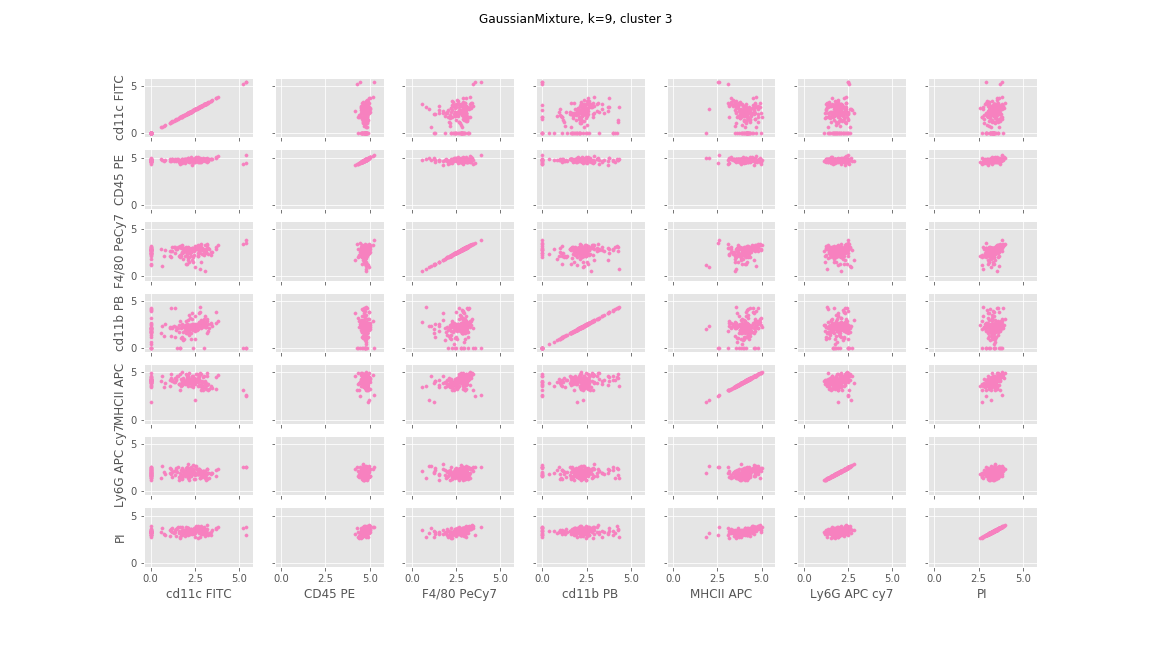 GaussianMixture, k=9, cluster 3
cd11c FITC
5
0
CD45 PE
5
0
F4/80 PeCy7
5
0
cd11b PB
5
0
MHCII APC
5
0
Ly6G APC cy7
5
0
PI
5
0
0.0 2.5 5.0 0.0 2.5 5.0 0.0 2.5 5.0 0.0 2.5 5.0 0.0 2.5 5.0 0.0 2.5 5.0 0.0 2.5 5.0
cd11c FITC CD45 PE F4/80 PeCy7 cd11b PB MHCII APC Ly6G APC cy7 PI